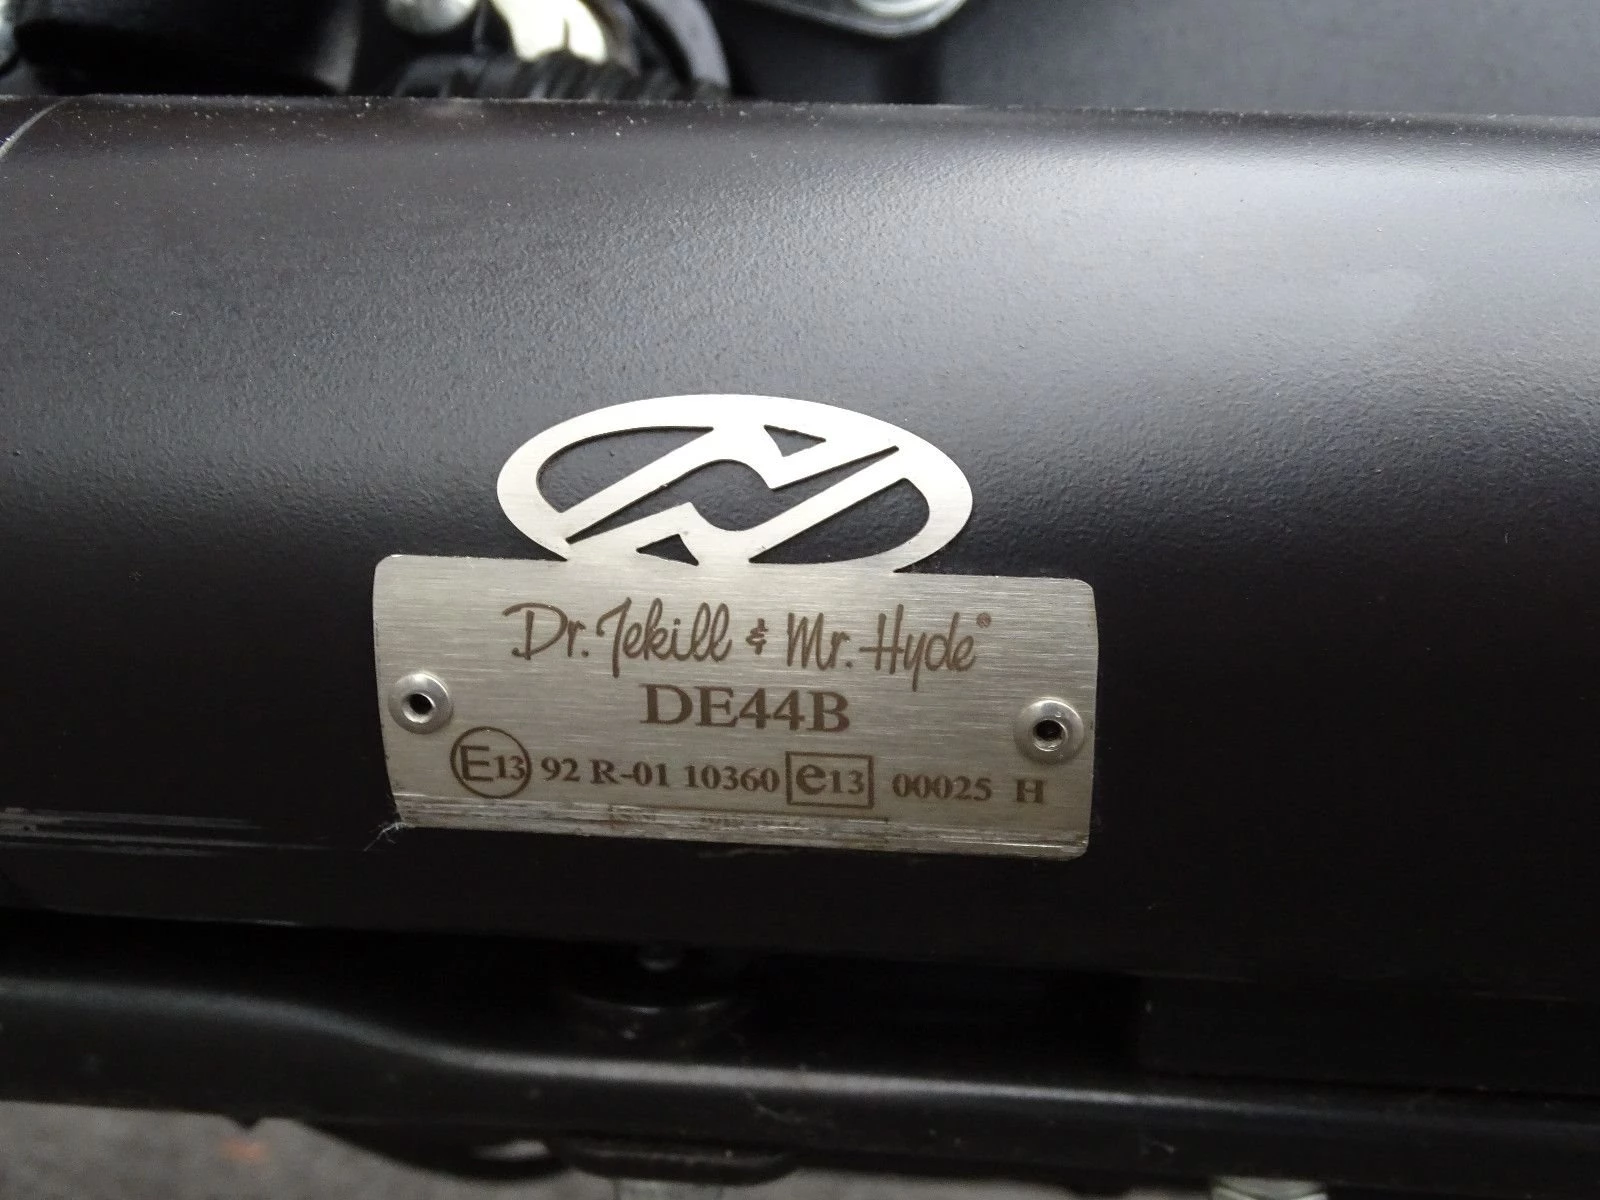 Dr. Jekill & Mr. Hyde®
DE44B
E13 92 R-01 10360 e13 00025 H